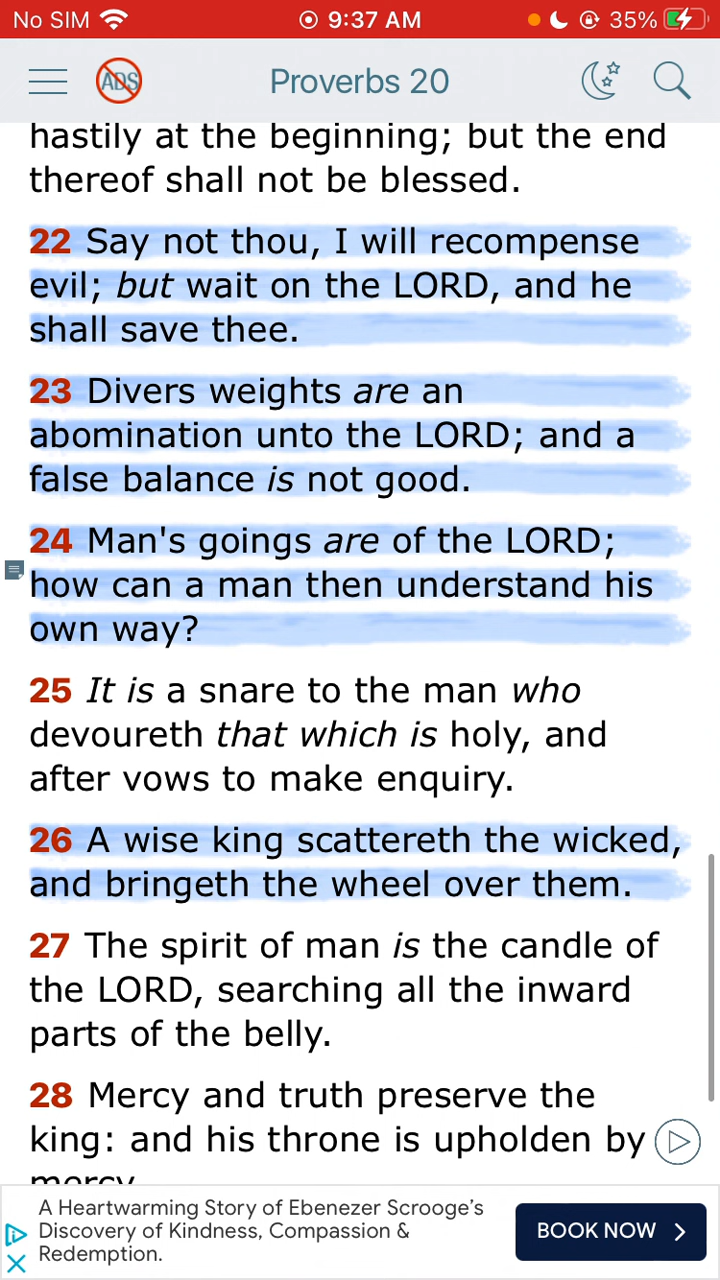 No SIM 9:37 AM 35%
ADS Proverbs 20
hastily at the beginning; but the end
thereof shall not be blessed.
22 Say not thou, I will recompense
evil; but wait on the LORD, and he
shall save thee.
23 Divers weights are an
abomination unto the LORD; and a
false balance is not good.
24 Man's goings are of the LORD;
how can a man then understand his
own way?
25 It is a snare to the man who
devoureth that which is holy, and
after vows to make enquiry.
26 A wise king scattereth the wicked,
and bringeth the wheel over them.
27 The spirit of man is the candle of
the LORD, searching all the inward
parts of the belly.
28 Mercy and truth preserve the
king: and his throne is upholden by
mercy
A Heartwarming Story of Ebenezer Scrooge’s
Discovery of Kindness, Compassion &
Redemption.
BOOK NOW